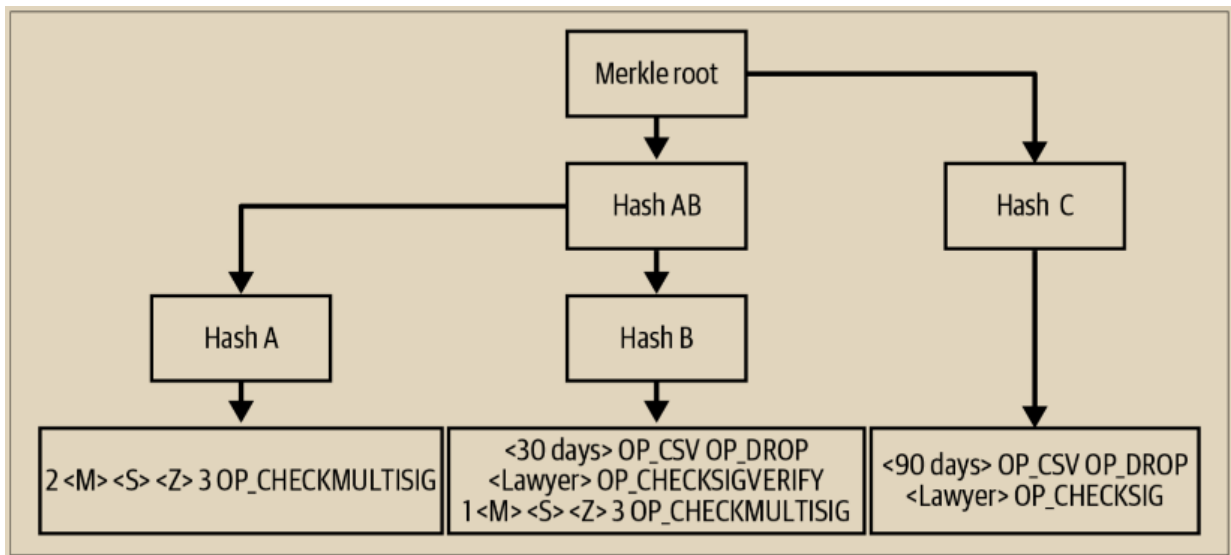 Merkle root
Hash AB
Hash C
Hash A
Hash B
2 <M> <S> <Z> 3 OP_CHECKMULTISIG
<30 days> OP_CSV OP_DROP
<Lawyer> OP_CHECKSIGVERIFY
1 <M> <S> <Z> 3 OP_CHECKMULTISIG
<90 days> OP_CSV OP_DROP
<Lawyer> OP_CHECKSIG